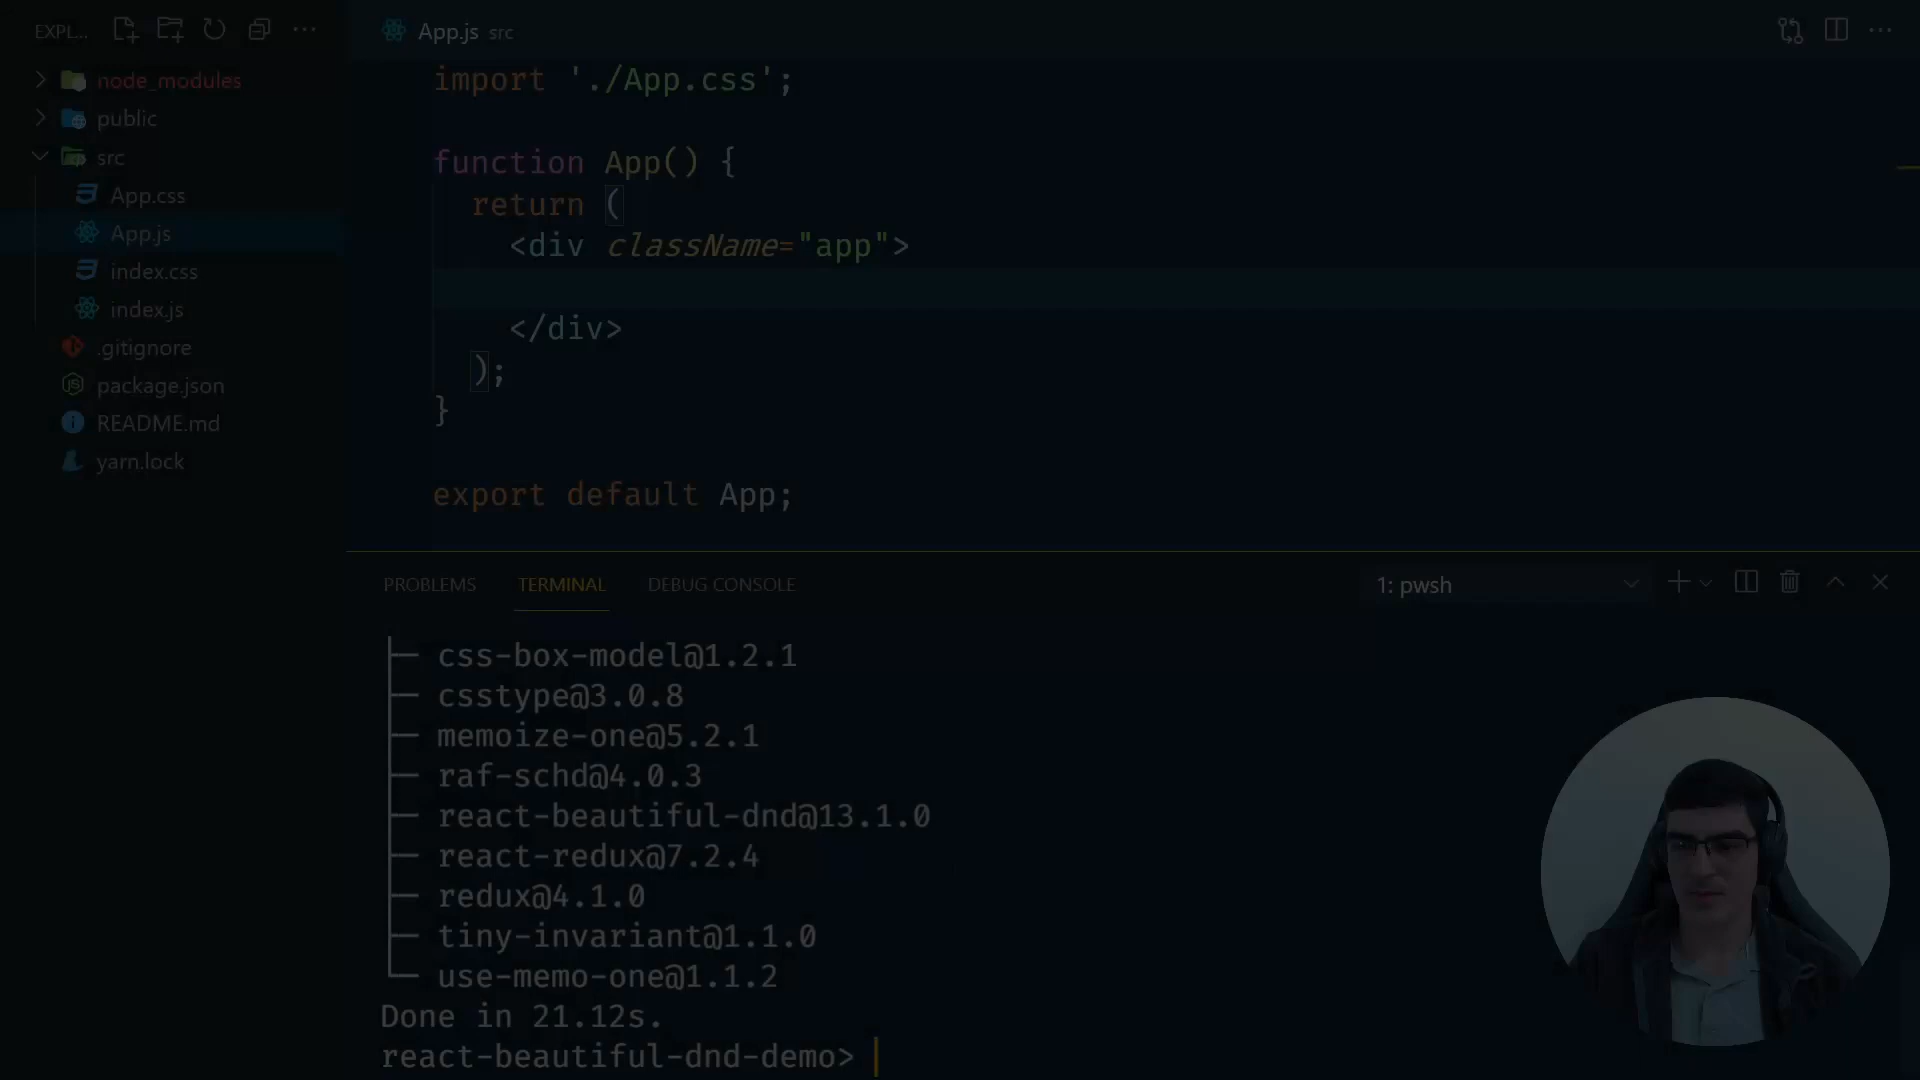 EXPL...
node_modules
public
src
App.css
App.js
index.css
index.js
.gitignore
package.json
README.md
yarn.lock
App.js src
import './App.css';
function App() {
return (
<div className="app">
</div>
);
}
export default App;
PROBLEMS TERMINAL DEBUG CONSOLE 1: pwsh
├─ css-box-model@1.2.1
├─ csstype@3.0.8
├─ memoize-one@5.2.1
├─ raf-schd@4.0.3
├─ react-beautiful-dnd@13.1.0
├─ react-redux@7.2.4
├─ redux@4.1.0
├─ tiny-invariant@1.1.0
└─ use-memo-one@1.1.2
Done in 21.12s.
react-beautiful-dnd-demo>